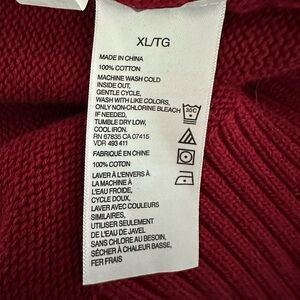 XL/TG
MADE IN CHINA
100% COTTON
MACHINE WASH COLD
INSIDE OUT,
GENTLE CYCLE,
WASH WITH LIKE COLORS,
ONLY NON-CHLORINE BLEACH
IF NEEDED,
TUMBLE DRY LOW,
COOL IRON.
RN 67835 CA 07415
VDR 493 411
FABRIQUÉ EN CHINE
100% COTON
LAVER À L'ENVERS À
LA MACHINE À
L'EAU FROIDE,
CYCLE DOUX,
LAVER AVEC COULEURS
SIMILAIRES,
UTILISER SEULEMENT
DE L'EAU DE JAVEL
SANS CHLORE AU BESOIN,
SÉCHER À CHALEUR BASSE,
FER FRAIS
30C